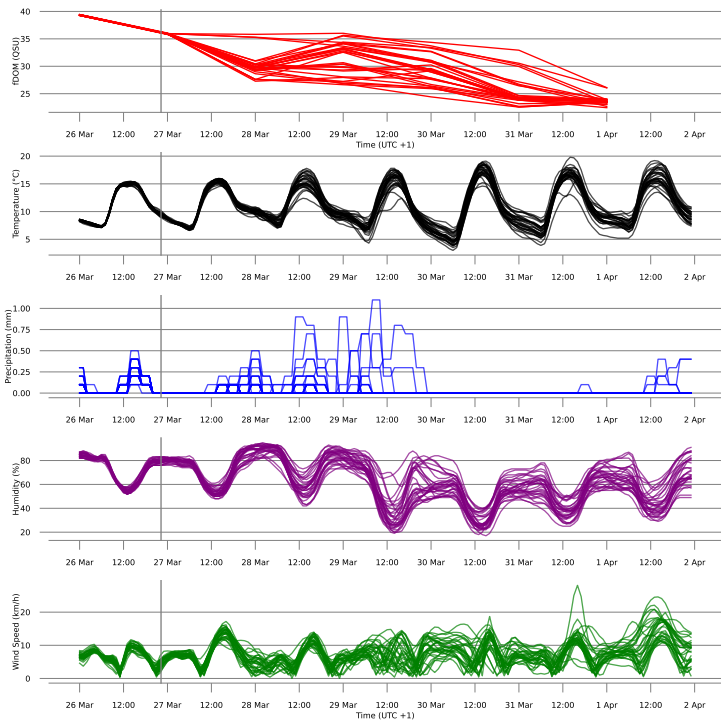 fDOM (QSU)
40
35
30
25
26 Mar 12:00 27 Mar 12:00 28 Mar 12:00 29 Mar 12:00 30 Mar 12:00 31 Mar 12:00 1 Apr 12:00 2 Apr
Time (UTC +1)
Temperature (°C)
20
15
10
5
26 Mar 12:00 27 Mar 12:00 28 Mar 12:00 29 Mar 12:00 30 Mar 12:00 31 Mar 12:00 1 Apr 12:00 2 Apr
Precipitation (mm)
1.00
0.75
0.50
0.25
0.00
26 Mar 12:00 27 Mar 12:00 28 Mar 12:00 29 Mar 12:00 30 Mar 12:00 31 Mar 12:00 1 Apr 12:00 2 Apr
Humidity (%)
80
60
40
20
26 Mar 12:00 27 Mar 12:00 28 Mar 12:00 29 Mar 12:00 30 Mar 12:00 31 Mar 12:00 1 Apr 12:00 2 Apr
Wind Speed (km/h)
20
10
0
26 Mar 12:00 27 Mar 12:00 28 Mar 12:00 29 Mar 12:00 30 Mar 12:00 31 Mar 12:00 1 Apr 12:00 2 Apr
Time (UTC +1)